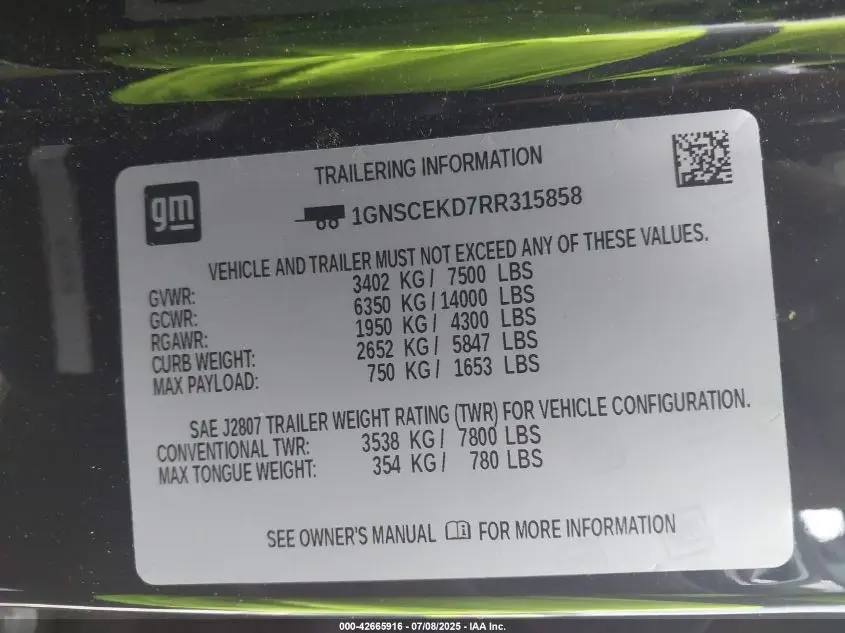 TRAILERING INFORMATION
gm
1GNSCEKD7RR315858
VEHICLE AND TRAILER MUST NOT EXCEED ANY OF THESE VALUES.
GVWR: 3402 KG/ 7500 LBS
GCWR: 6350 KG/14000 LBS
RGAWR: 1950 KG/ 4300 LBS
CURB WEIGHT: 2652 KG/ 5847 LBS
MAX PAYLOAD: 750 KG/ 1653 LBS
SAE J2807 TRAILER WEIGHT RATING (TWR) FOR VEHICLE CONFIGURATION.
CONVENTIONAL TWR: 3538 KG/ 7800 LBS
MAX TONGUE WEIGHT: 354 KG/ 780 LBS
SEE OWNER'S MANUAL FOR MORE INFORMATION
000-42665916 - 07/08/2025 - IAA Inc.